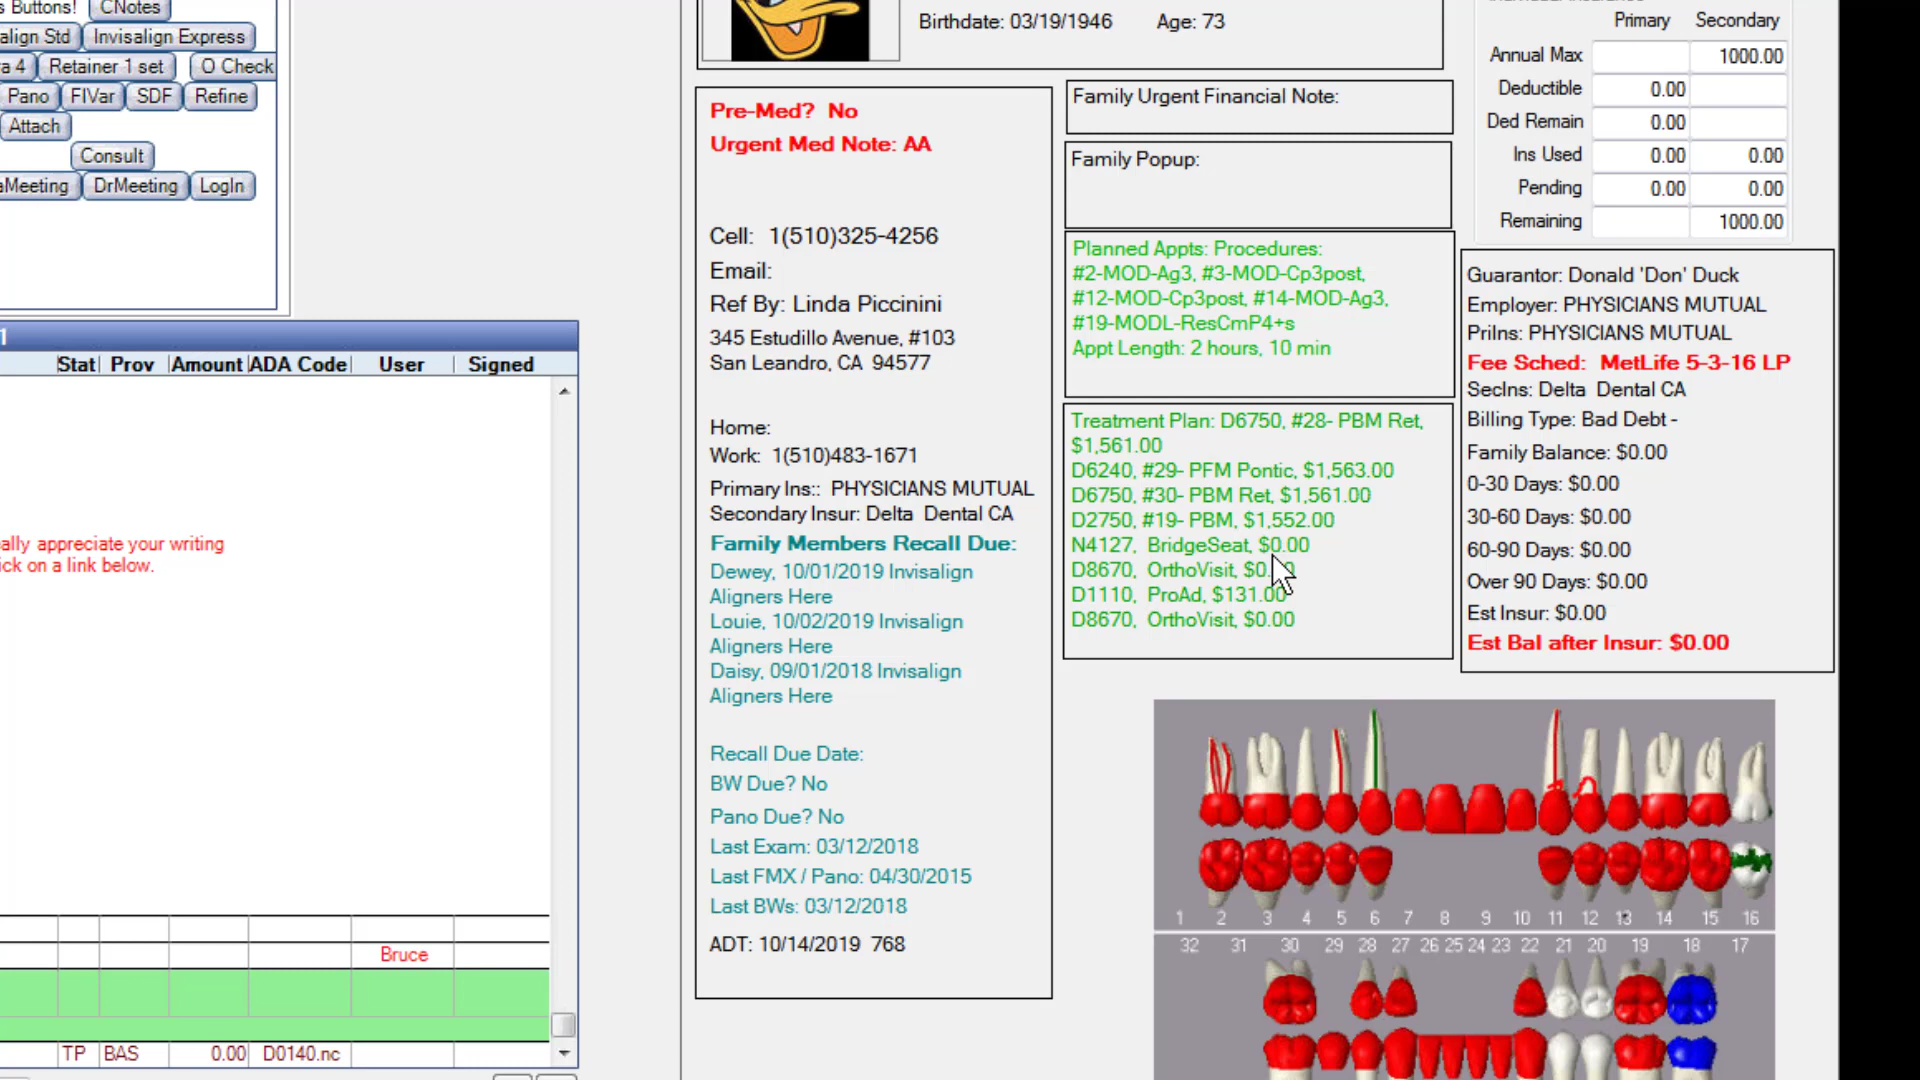 s Buttons! CNotes
align Std Invisalign Express
ra 4 Retainer 1 set O Check
Pano FIVar SDF Refine
Attach
Consult
aMeeting DrMeeting LogIn
1
Stat Prov Amount ADA Code User Signed
ally appreciate your writing
ick on a link below.
Bruce
TP BAS 0.00 D0140.nc
Birthdate: 03/19/1946 Age: 73
Pre-Med? No
Urgent Med Note: AA
Cell: 1(510)325-4256
Email:
Ref By: Linda Piccinini
345 Estudillo Avenue, #103
San Leandro, CA 94577
Home:
Work: 1(510)483-1671
Primary Ins:: PHYSICIANS MUTUAL
Secondary Insur: Delta Dental CA
Family Members Recall Due:
Dewey, 10/01/2019 Invisalign
Aligners Here
Louie, 10/02/2019 Invisalign
Aligners Here
Daisy, 09/01/2018 Invisalign
Aligners Here
Recall Due Date:
BW Due? No
Pano Due? No
Last Exam: 03/12/2018
Last FMX / Pano: 04/30/2015
Last BWs: 03/12/2018
ADT: 10/14/2019 768
Family Urgent Financial Note:
Family Popup:
Planned Appts: Procedures:
#2-MOD-Ag3, #3-MOD-Cp3post,
#12-MOD-Cp3post, #14-MOD-Ag3,
#19-MODL-ResCmP4+s
Appt Length: 2 hours, 10 min
Treatment Plan: D6750, #28- PBM Ret,
$1,561.00
D6240, #29- PFM Pontic, $1,563.00
D6750, #30- PBM Ret, $1,561.00
D2750, #19- PBM, $1,552.00
N4127, BridgeSeat, $0.00
D8670, OrthoVisit, $0.00
D1110, ProAd, $131.00
D8670, OrthoVisit, $0.00
Primary Secondary
Annual Max 1000.00
Deductible 0.00
Ded Remain 0.00
Ins Used 0.00 0.00
Pending 0.00 0.00
Remaining 1000.00
Guarantor: Donald 'Don' Duck
Employer: PHYSICIANS MUTUAL
PriIns: PHYSICIANS MUTUAL
Fee Sched: MetLife 5-3-16 LP
SecIns: Delta Dental CA
Billing Type: Bad Debt -
Family Balance: $0.00
0-30 Days: $0.00
30-60 Days: $0.00
60-90 Days: $0.00
Over 90 Days: $0.00
Est Insur: $0.00
Est Bal after Insur: $0.00
1 2 3 4 5 6 7 8 9 10 11 12 13 14 15 16
32 31 30 29 28 27 26 25 24 23 22 21 20 19 18 17